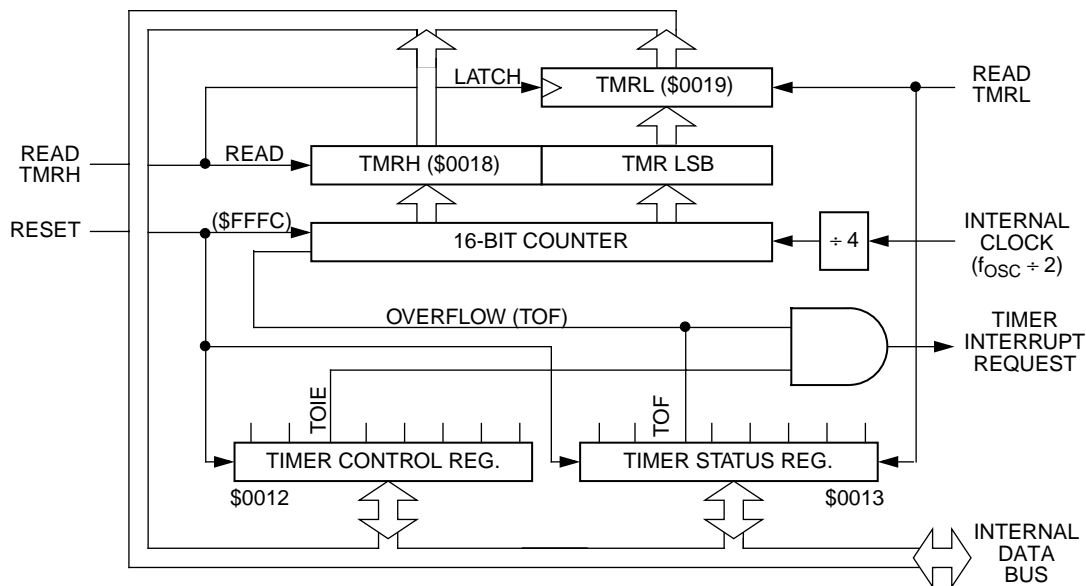 LATCH
TMRL ($0019)
READ
TMRL
READ
TMRH
READ
TMRH ($0018)
TMR LSB
RESET
($FFFC)
16-BIT COUNTER
÷ 4
INTERNAL
CLOCK
(fOSC ÷ 2)
OVERFLOW (TOF)
TIMER
INTERRUPT
REQUEST
TOIE
TOF
TIMER CONTROL REG.
TIMER STATUS REG.
$0012
$0013
INTERNAL
DATA
BUS